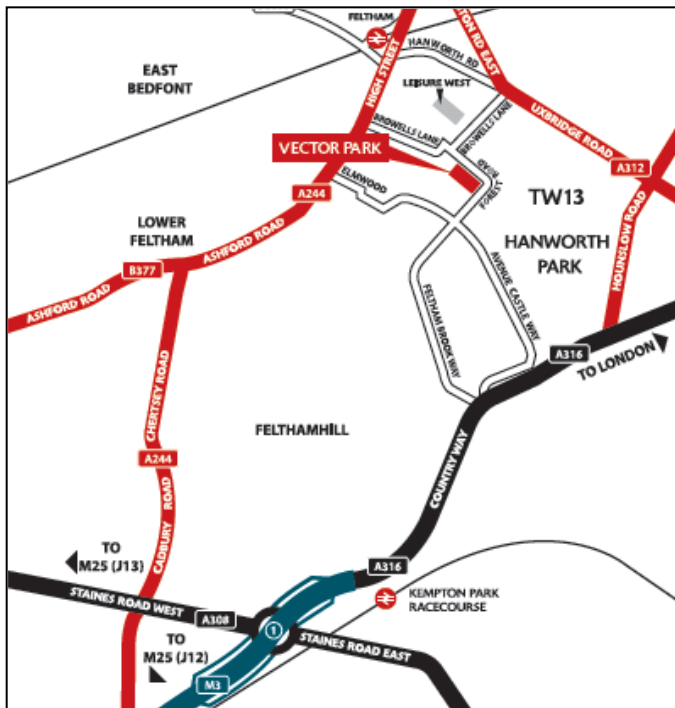 FELTHAM
TON RD EAST
HANWORTH RD
EAST
BEDFONT
HIGH STREET
LEISURE WEST
BROWELLS LANE
BROWELLS LANE
UXBRIDGE ROAD
VECTOR PARK
A312
ELMWOOD
FOREST
ROAD
A244
TW13
LOWER
FELTHAM
HANWORTH
PARK
HOUNSLOW ROAD
ASHFORD ROAD
B377
ASHFORD ROAD
AVENUE CASTLE WAY
FELTHAM BROOK WAY
A316
TO LONDON
CHERTSEY ROAD
FELTHAMHILL
COUNTRY WAY
A244
CADBURY ROAD
TO
M25 (J13)
A316
KEMPTON PARK
RACECOURSE
STAINES ROAD WEST
A308
1
STAINES ROAD EAST
TO
M25 (J12)
M3